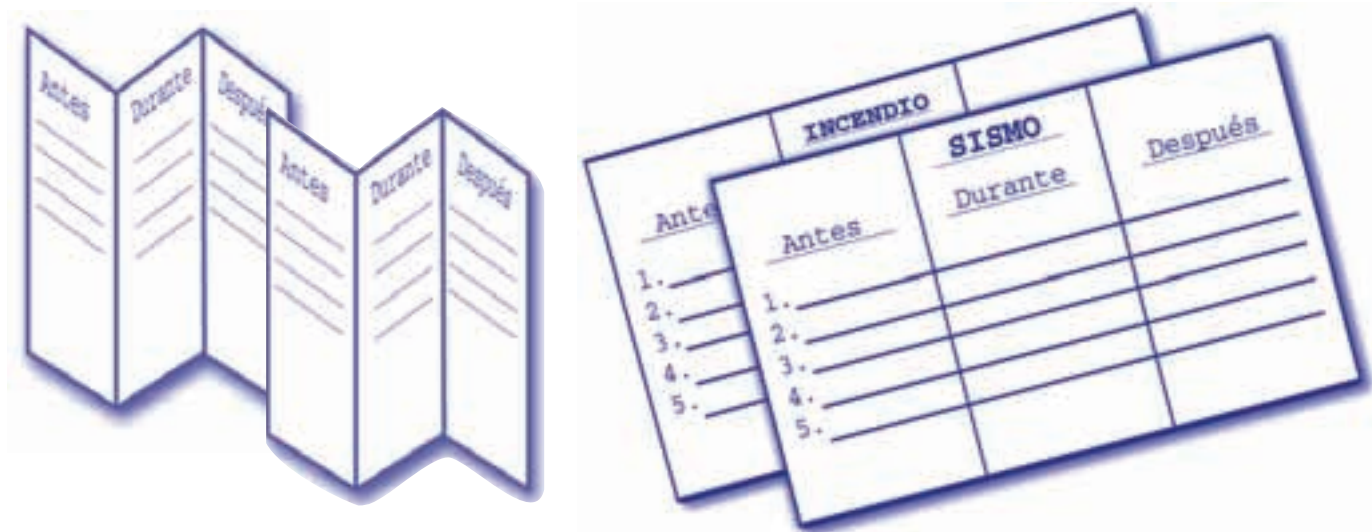 Antes
Durante
Después
Antes
Durante
Después
INCENDIO
Ante
1.
2.
3.
4.
5.
SISMO
Antes
Durante
Después
1.
2.
3.
4.
5.